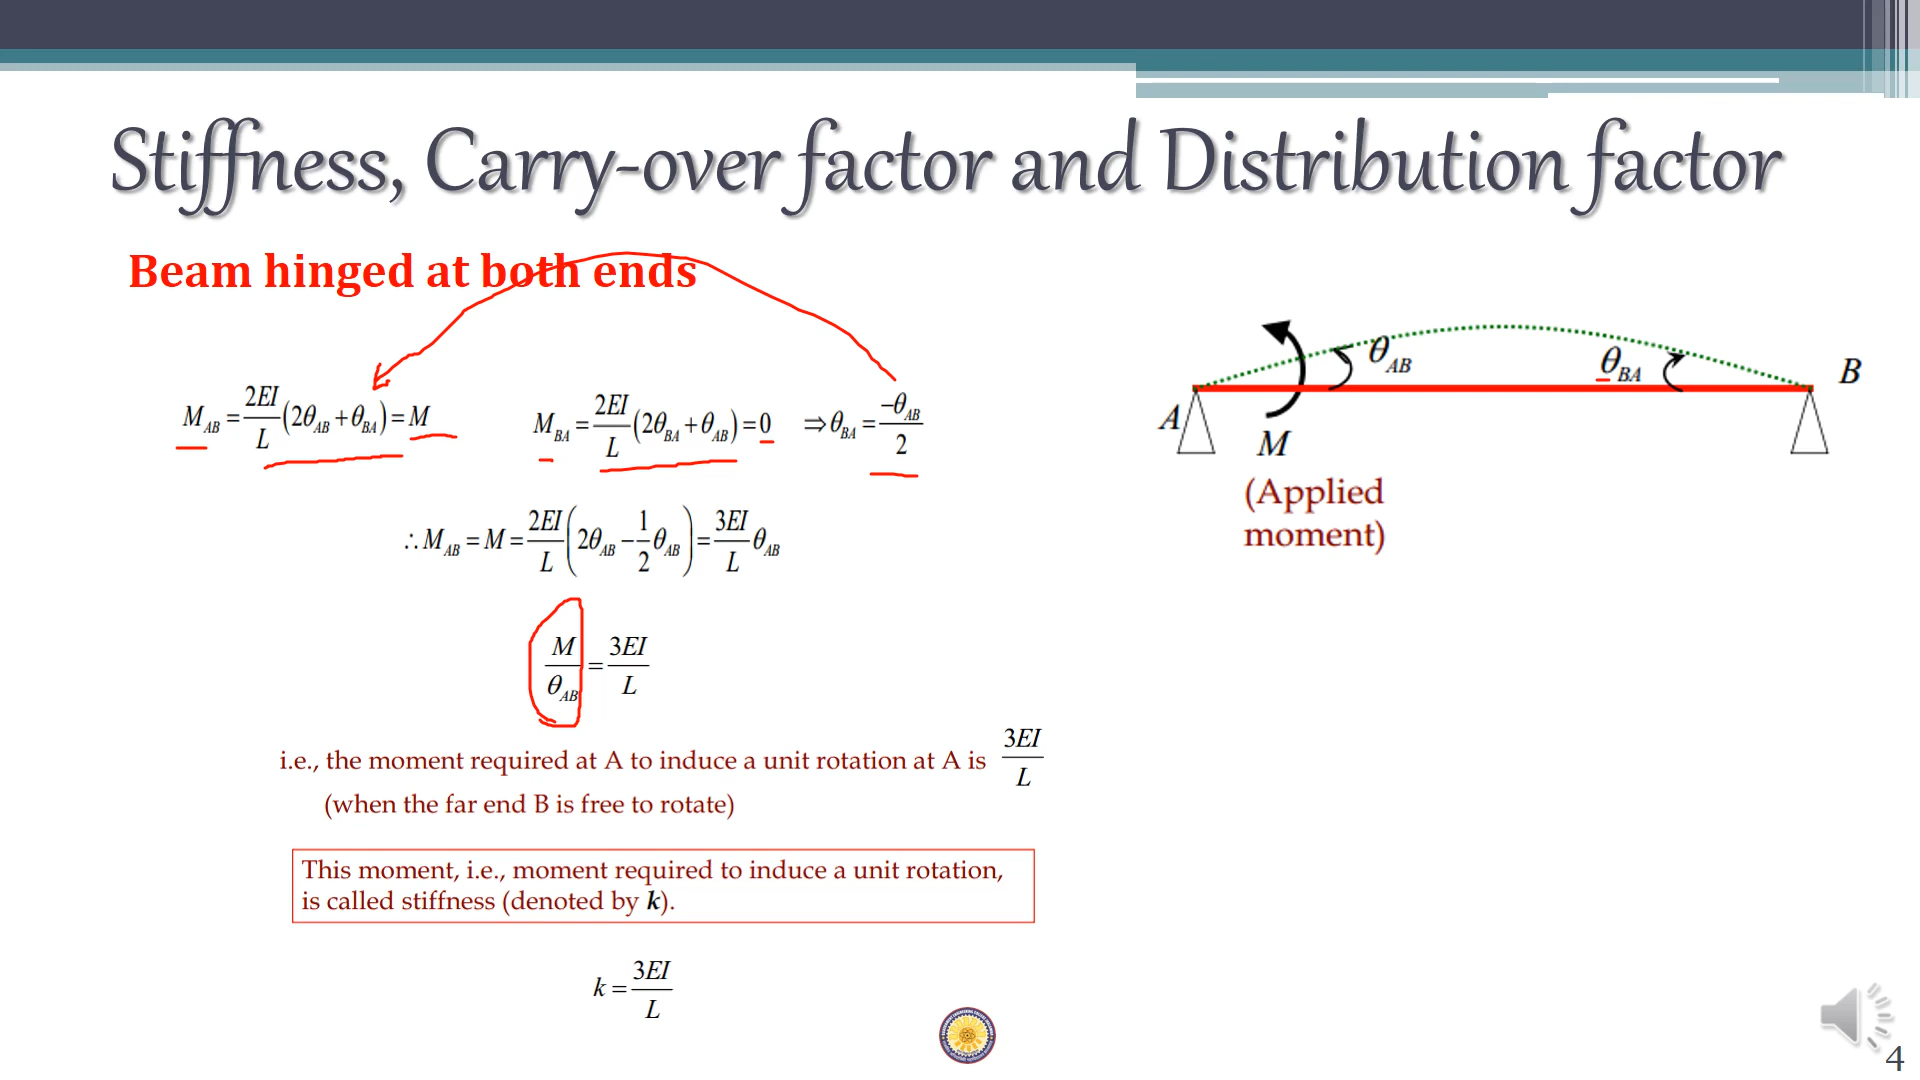 Stiffness, Carry-over factor and Distribution factor
Beam hinged at both ends
M_AB = 2EI/L (2θ_AB + θ_BA) = M
M_BA = 2EI/L (2θ_BA + θ_AB) = 0 ⇒ θ_BA = −θ_AB/2
∴ M_AB = M = 2EI/L (2θ_AB − 1/2 θ_AB) = 3EI/L θ_AB
M/θ_AB = 3EI/L
i.e., the moment required at A to induce a unit rotation at A is 3EI/L
(when the far end B is free to rotate)
This moment, i.e., moment required to induce a unit rotation,
is called stiffness (denoted by k).
k = 3EI/L
θ_AB
θ_BA
B
A
M
(Applied
moment)
4